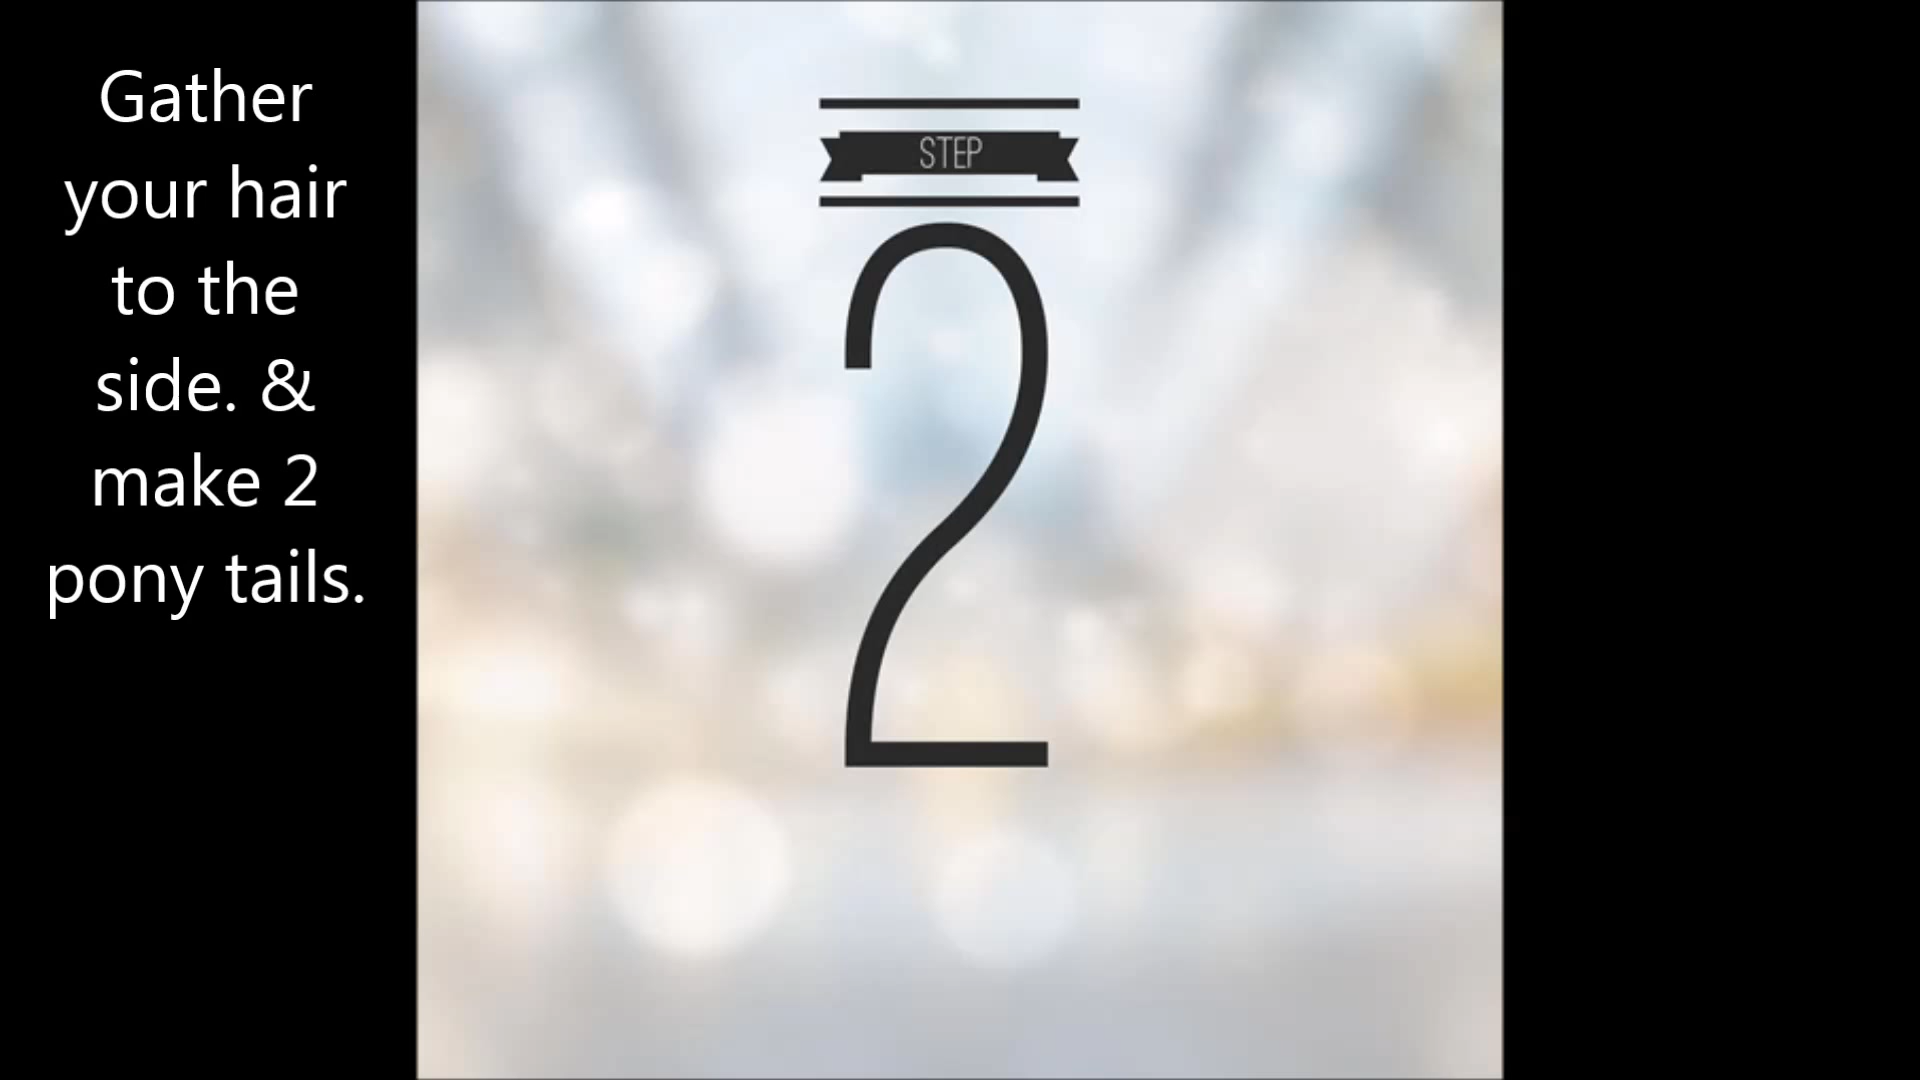 Gather
your hair
to the
side. &
make 2
pony tails.
STEP
2